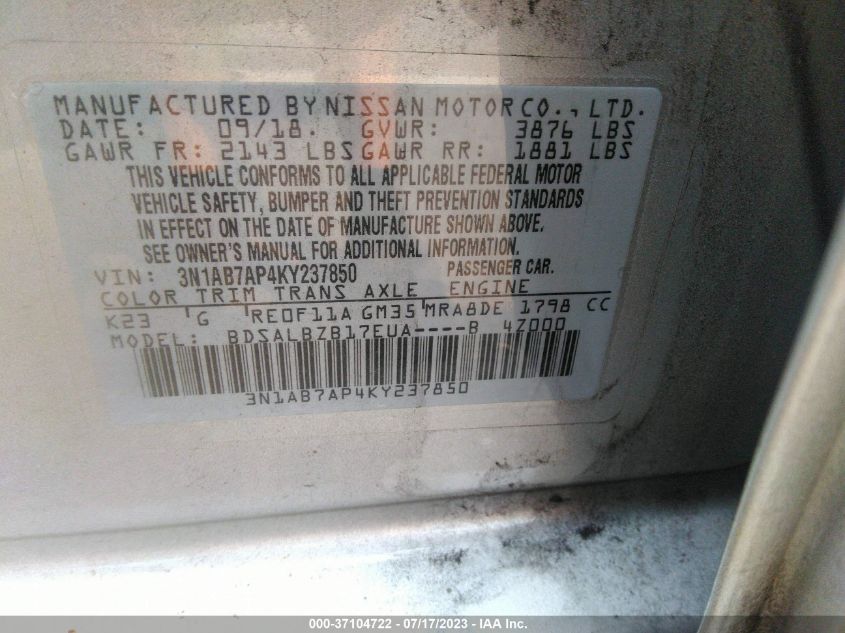 MANUFACTURED BY NISSAN MOTOR CO., LTD.
DATE: 09/18. GVWR: 3876 LBS
GAWR FR: 2143 LBS GAWR RR: 1881 LBS
THIS VEHICLE CONFORMS TO ALL APPLICABLE FEDERAL MOTOR
VEHICLE SAFETY, BUMPER AND THEFT PREVENTION STANDARDS
IN EFFECT ON THE DATE OF MANUFACTURE SHOWN ABOVE.
SEE OWNER'S MANUAL FOR ADDITIONAL INFORMATION.
VIN: 3N1AB7AP4KY237850 PASSENGER CAR.
COLOR TRIM TRANS AXLE ENGINE
K23 G RE0F11A GM35 MRA8DE 1798 CC
MODEL: BDSALBZB17EUA----B 4Z000
3N1AB7AP4KY237850
000-37104722 - 07/17/2023 - IAA Inc.